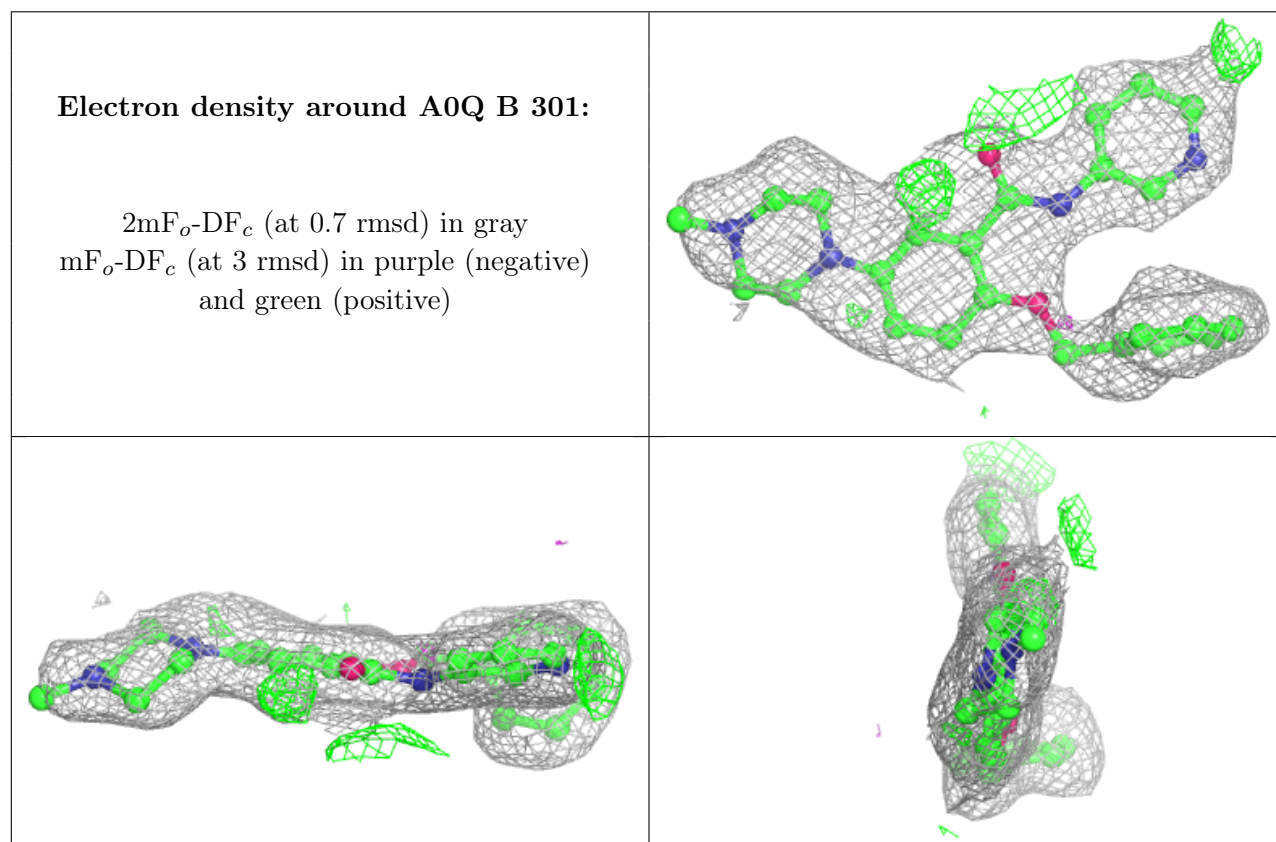 Electron density around A0Q B 301:
2mFₒ-DF𝒸 (at 0.7 rmsd) in gray
mFₒ-DF𝒸 (at 3 rmsd) in purple (negative)
and green (positive)